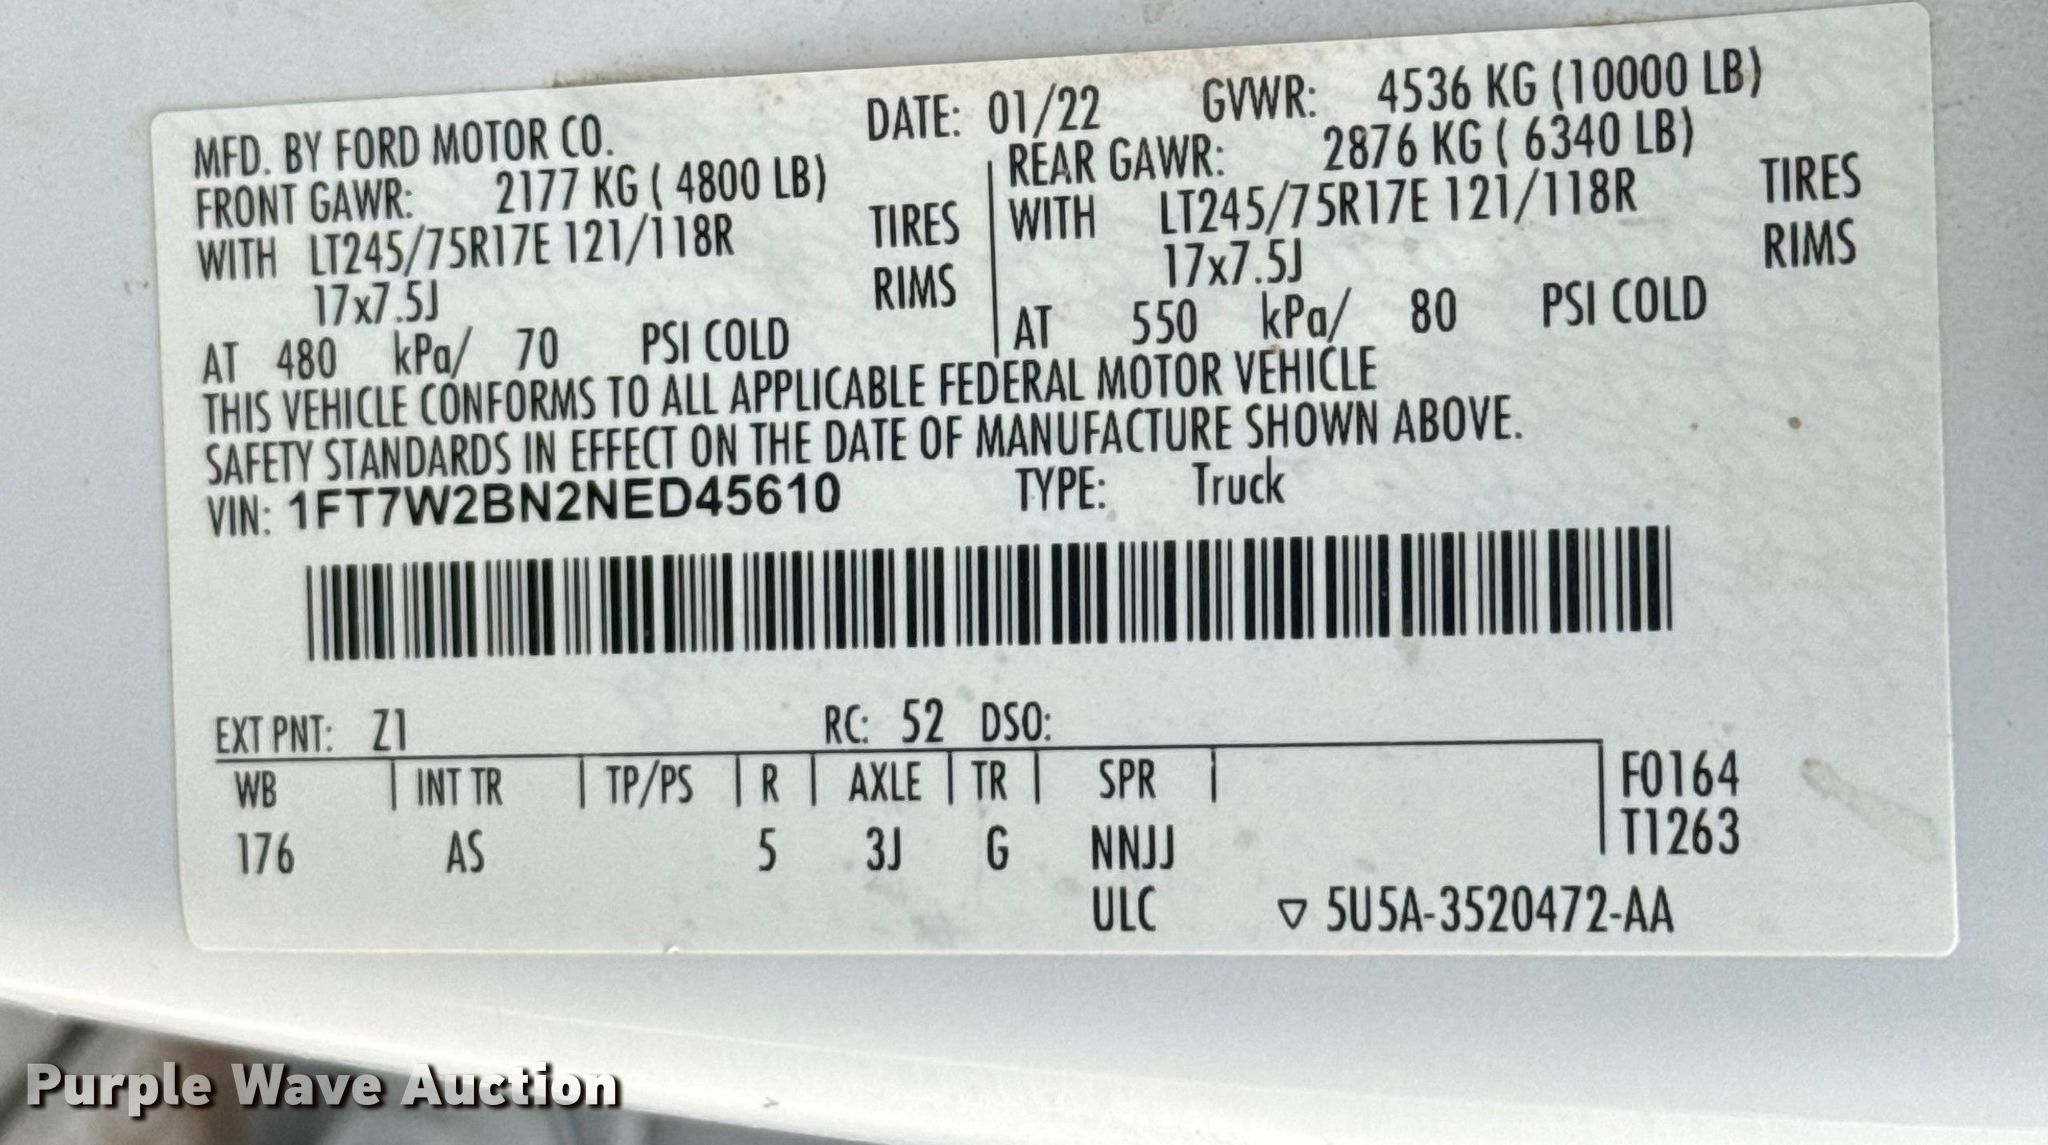 MFD. BY FORD MOTOR CO. DATE: 01/22 GVWR: 4536 KG (10000 LB)
FRONT GAWR: 2177 KG ( 4800 LB) REAR GAWR: 2876 KG ( 6340 LB)
WITH LT245/75R17E 121/118R TIRES WITH LT245/75R17E 121/118R TIRES
17x7.5J RIMS 17x7.5J RIMS
AT 480 kPa/ 70 PSI COLD AT 550 kPa/ 80 PSI COLD
THIS VEHICLE CONFORMS TO ALL APPLICABLE FEDERAL MOTOR VEHICLE
SAFETY STANDARDS IN EFFECT ON THE DATE OF MANUFACTURE SHOWN ABOVE.
VIN: 1FT7W2BN2NED45610 TYPE: Truck
EXT PNT: Z1 RC: 52 DSO:
WB INT TR TP/PS R AXLE TR SPR F0164
176 AS 5 3J G NNJJ T1263
ULC ▽ 5U5A-3520472-AA
Purple Wave Auction